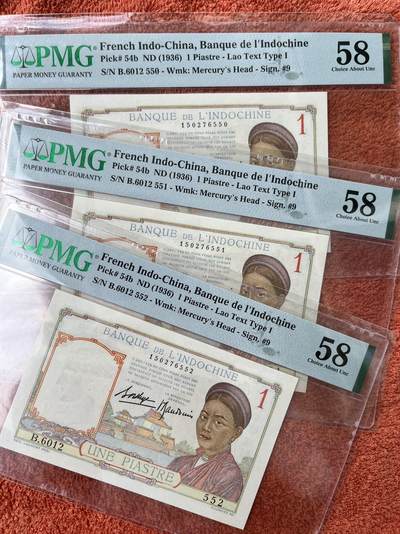 PMG
PAPER MONEY GUARANTY
French Indo-China, Banque de l'Indochine
Pick# 54b ND (1936) 1 Piastre - Lao Text Type I
S/N B.6012 550 - Wmk: Mercury's Head - Sign. #9
58
Choice About Unc
BANQUE DE L'INDOCHINE
150276550
1
PMG
PAPER MONEY GUARANTY
French Indo-China, Banque de l'Indochine
Pick# 54b ND (1936) 1 Piastre - Lao Text Type I
S/N B.6012 551 - Wmk: Mercury's Head - Sign. #9
58
Choice About Unc
BANQUE DE L'INDOCHINE
150276551
1
PMG
PAPER MONEY GUARANTY
French Indo-China, Banque de l'Indochine
Pick# 54b ND (1936) 1 Piastre - Lao Text Type I
S/N B.6012 552 - Wmk: Mercury's Head - Sign. #9
58
Choice About Unc
BANQUE DE L'INDOCHINE
150276552
1
B.6012
UNE PIASTRE
552